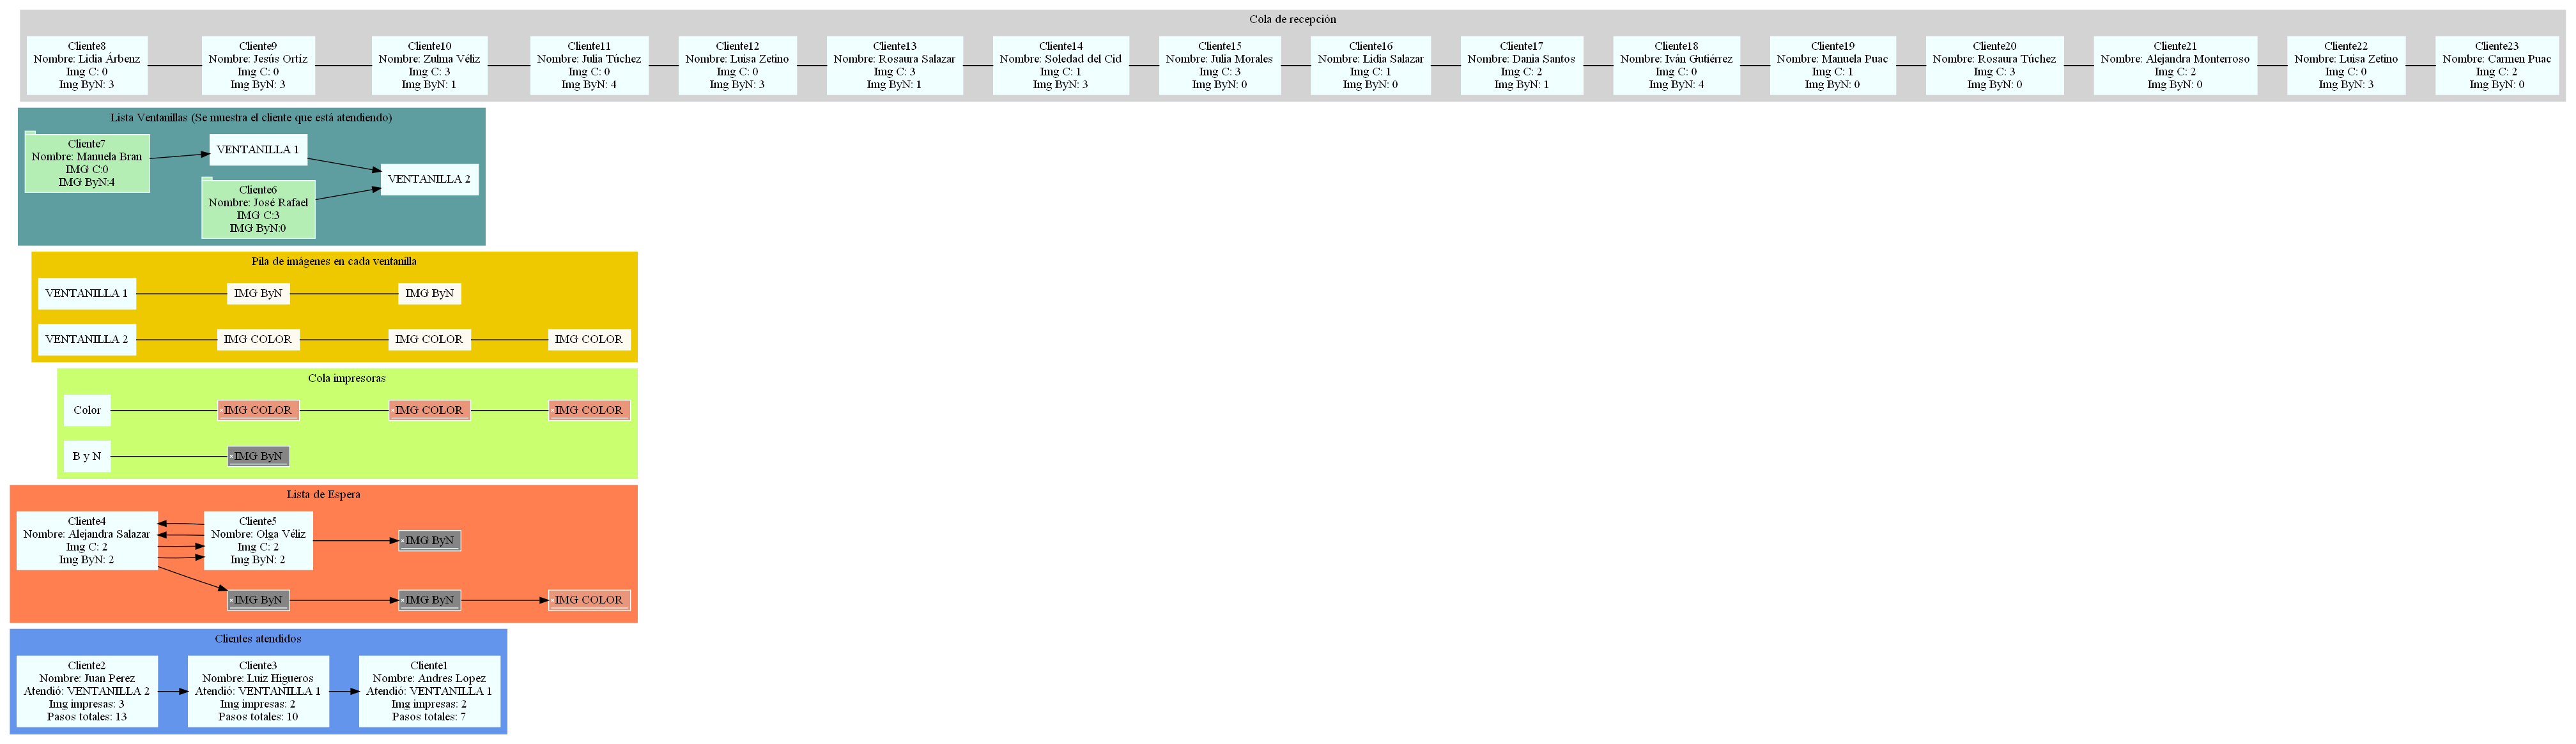 Cola de recepción
Cliente8
Nombre: Lidia Árbenz
Img C: 0
Img ByN: 3
Cliente9
Nombre: Jesús Ortíz
Img C: 0
Img ByN: 3
Cliente10
Nombre: Zulma Véliz
Img C: 3
Img ByN: 1
Cliente11
Nombre: Julia Túchez
Img C: 0
Img ByN: 4
Cliente12
Nombre: Luisa Zetino
Img C: 0
Img ByN: 3
Cliente13
Nombre: Rosaura Salazar
Img C: 3
Img ByN: 1
Cliente14
Nombre: Soledad del Cid
Img C: 1
Img ByN: 3
Cliente15
Nombre: Julia Morales
Img C: 3
Img ByN: 0
Cliente16
Nombre: Lidia Salazar
Img C: 1
Img ByN: 0
Cliente17
Nombre: Dania Santos
Img C: 2
Img ByN: 1
Cliente18
Nombre: Iván Gutiérrez
Img C: 0
Img ByN: 4
Cliente19
Nombre: Manuela Puac
Img C: 1
Img ByN: 0
Cliente20
Nombre: Rosaura Túchez
Img C: 3
Img ByN: 0
Cliente21
Nombre: Alejandra Monterroso
Img C: 2
Img ByN: 0
Cliente22
Nombre: Luisa Zetino
Img C: 0
Img ByN: 3
Cliente23
Nombre: Carmen Puac
Img C: 2
Img ByN: 0
Lista Ventanillas (Se muestra el cliente que está atendiendo)
Cliente7
Nombre: Manuela Bran
IMG C:0
IMG ByN:4
VENTANILLA 1
VENTANILLA 2
Cliente6
Nombre: José Rafael
IMG C:3
IMG ByN:0
Pila de imágenes en cada ventanilla
VENTANILLA 1
IMG ByN
IMG ByN
VENTANILLA 2
IMG COLOR
IMG COLOR
IMG COLOR
Cola impresoras
Color
IMG COLOR
IMG COLOR
IMG COLOR
B y N
IMG ByN
Lista de Espera
Cliente4
Nombre: Alejandra Salazar
Img C: 2
Img ByN: 2
Cliente5
Nombre: Olga Véliz
Img C: 2
Img ByN: 2
IMG ByN
IMG ByN
IMG ByN
IMG COLOR
Clientes atendidos
Cliente2
Nombre: Juan Perez
Atendió: VENTANILLA 2
Img impresas: 3
Pasos totales: 13
Cliente3
Nombre: Luiz Higueros
Atendió: VENTANILLA 1
Img impresas: 2
Pasos totales: 10
Cliente1
Nombre: Andres Lopez
Atendió: VENTANILLA 1
Img impresas: 2
Pasos totales: 7